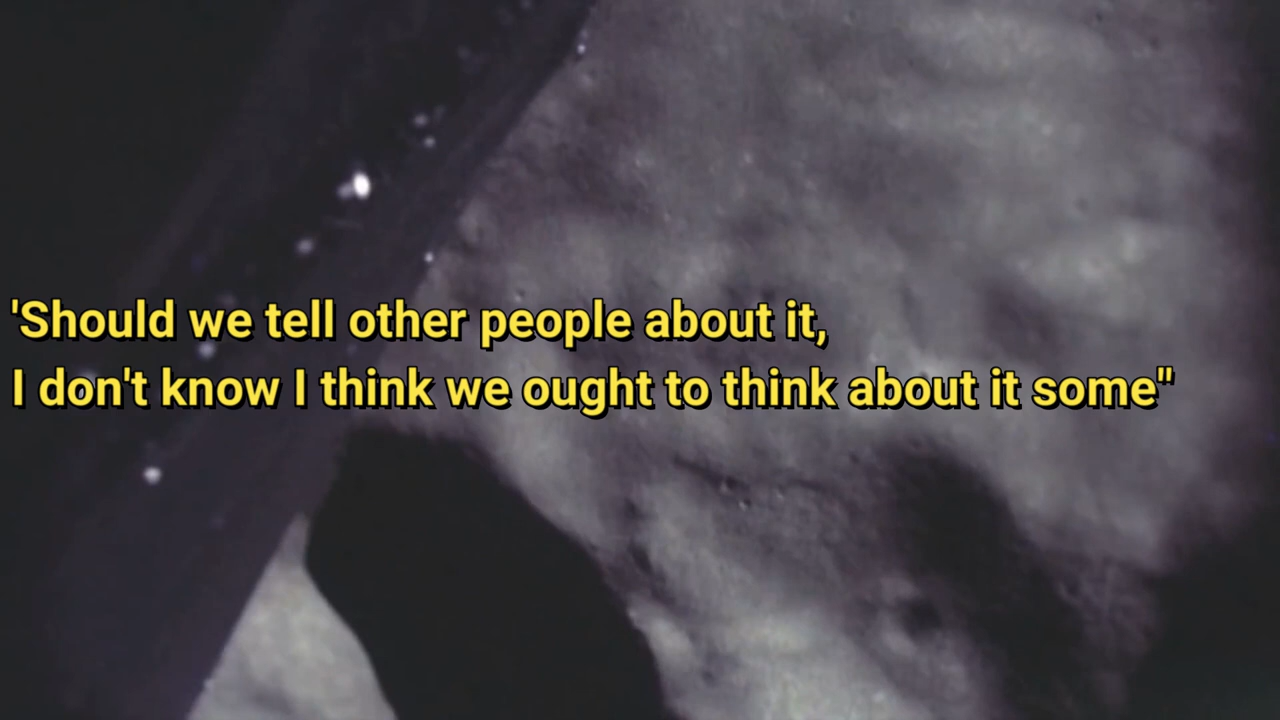 'Should we tell other people about it,
I don't know I think we ought to think about it some"